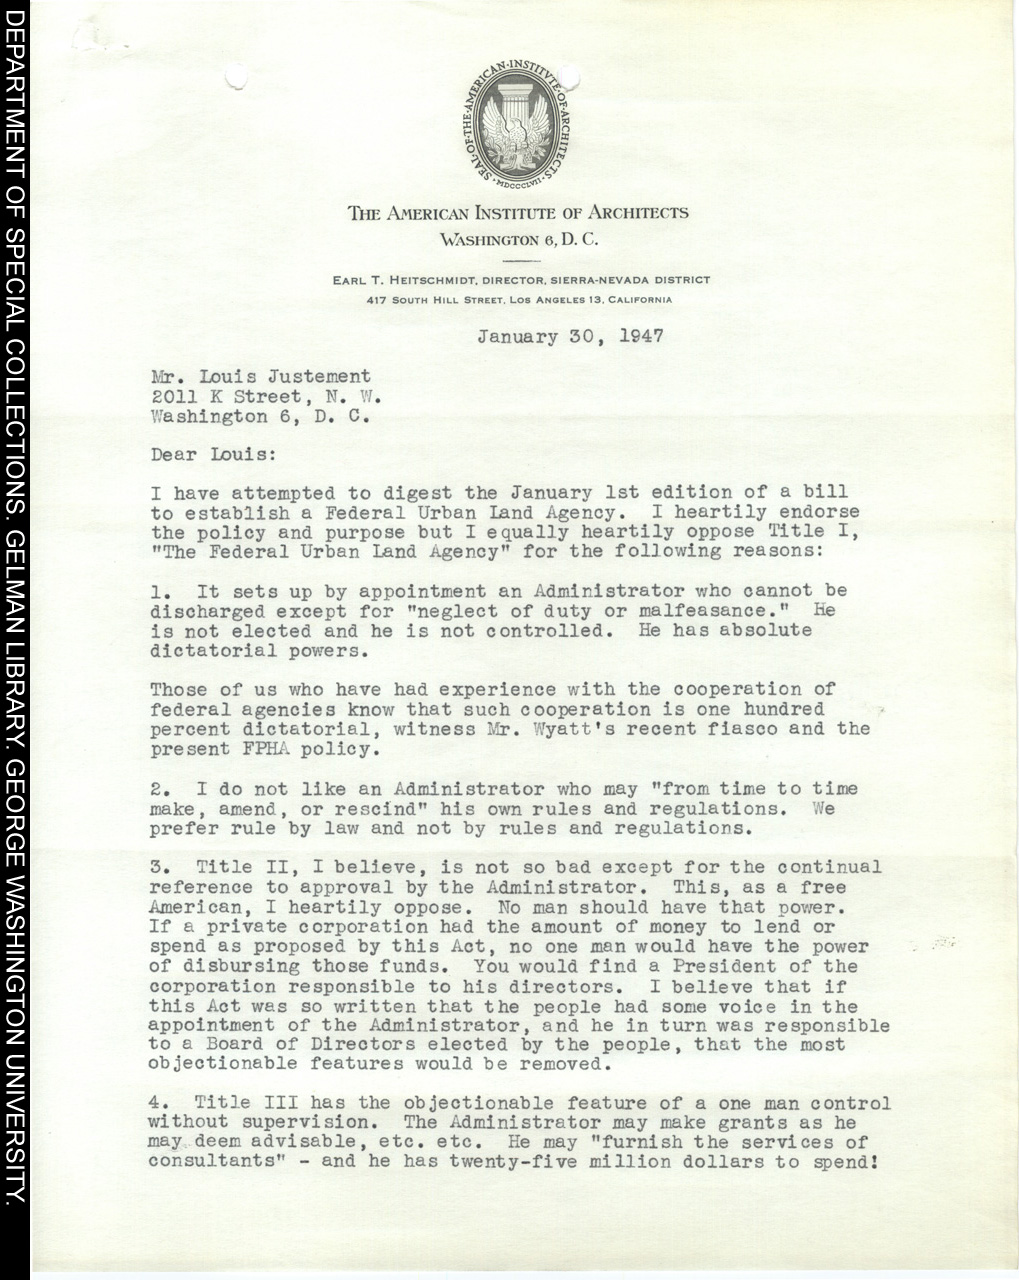 DEPARTMENT OF SPECIAL COLLECTIONS. GELMAN LIBRARY. GEORGE WASHINGTON UNIVERSITY.
SEAL·OF·THE·AMERICAN·INSTITVTE·OF·ARCHITECTS·
·MDCCCLVII·
THE AMERICAN INSTITUTE OF ARCHITECTS
WASHINGTON 6, D. C.
EARL T. HEITSCHMIDT, DIRECTOR, SIERRA-NEVADA DISTRICT
417 SOUTH HILL STREET, LOS ANGELES 13, CALIFORNIA
January 30, 1947
Mr. Louis Justement
2011 K Street, N. W.
Washington 6, D. C.
Dear Louis:
I have attempted to digest the January 1st edition of a bill
to establish a Federal Urban Land Agency.  I heartily endorse
the policy and purpose but I equally heartily oppose Title I,
"The Federal Urban Land Agency" for the following reasons:
1.  It sets up by appointment an Administrator who cannot be
discharged except for "neglect of duty or malfeasance."  He
is not elected and he is not controlled.  He has absolute
dictatorial powers.
Those of us who have had experience with the cooperation of
federal agencies know that such cooperation is one hundred
percent dictatorial, witness Mr. Wyatt's recent fiasco and the
present FPHA policy.
2.  I do not like an Administrator who may "from time to time
make, amend, or rescind" his own rules and regulations.  We
prefer rule by law and not by rules and regulations.
3.  Title II, I believe, is not so bad except for the continual
reference to approval by the Administrator.  This, as a free
American, I heartily oppose.  No man should have that power.
If a private corporation had the amount of money to lend or
spend as proposed by this Act, no one man would have the power
of disbursing those funds.  You would find a President of the
corporation responsible to his directors.  I believe that if
this Act was so written that the people had some voice in the
appointment of the Administrator, and he in turn was responsible
to a Board of Directors elected by the people, that the most
objectionable features would be removed.
4.  Title III has the objectionable feature of a one man control
without supervision.  The Administrator may make grants as he
may deem advisable, etc. etc.  He may "furnish the services of
consultants" - and he has twenty-five million dollars to spend!